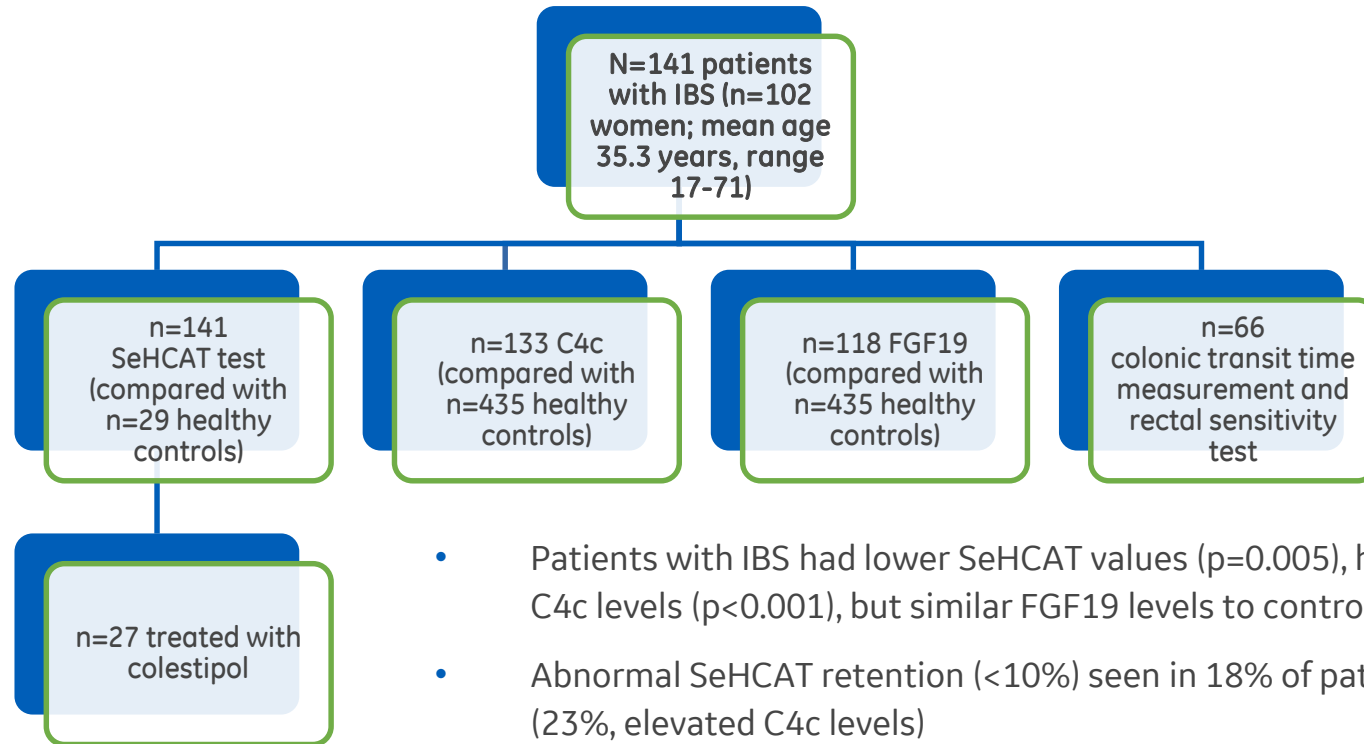 N=141 patients
with IBS (n=102
women; mean age
35.3 years, range
17-71)
n=141
SeHCAT test
(compared with
n=29 healthy
controls)
n=133 C4c
(compared with
n=435 healthy
controls)
n=118 FGF19
(compared with
n=435 healthy
controls)
n=66
colonic transit time
measurement and
rectal sensitivity
test
n=27 treated with
colestipol
• Patients with IBS had lower SeHCAT values (p=0.005),
C4c levels (p<0.001), but similar FGF19 levels to
• Abnormal SeHCAT retention (<10%) seen in 18% of
(23%, elevated C4c levels)